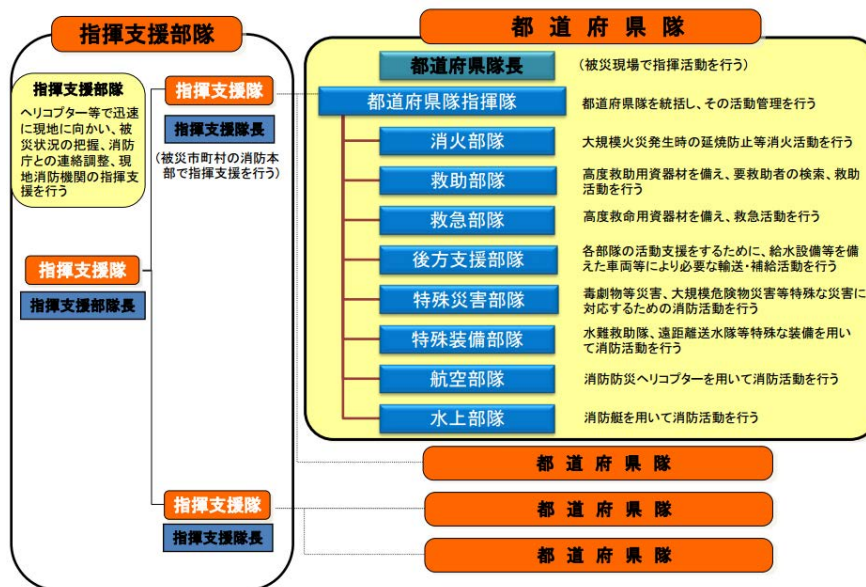 指揮支援部隊
指揮支援部隊
ヘリコプター等で迅速
に現地に向かい、被
災状況の把握、消防
庁との連絡調整、現
地消防機関の指揮支
援を行う
指揮支援隊
指揮支援隊長
(被災市町村の消防本
部で指揮支援を行う)
指揮支援隊
指揮支援部隊長
指揮支援隊
指揮支援隊長
都道府県隊
都道府県隊長
(被災現場で指揮活動を行う)
都道府県隊指揮隊
都道府県隊を統括し、その活動管理を行う
消火部隊
大規模火災発生時の延焼防止等消火活動を行う
救助部隊
高度救助用資器材を備え、要救助者の検索、救助
活動を行う
救急部隊
高度救命用資器材を備え、救急活動を行う
後方支援部隊
各部隊の活動支援をするために、給水設備等を備
えた車両等により必要な輸送・補給活動を行う
特殊災害部隊
毒劇物等災害、大規模危険物災害等特殊な災害に
対応するための消防活動を行う
特殊装備部隊
水難救助隊、遠距離送水隊等特殊な装備を用い
て消防活動を行う
航空部隊
消防防災ヘリコプターを用いて消防活動を行う
水上部隊
消防艇を用いて消防活動を行う
都道府県隊
都道府県隊
都道府県隊